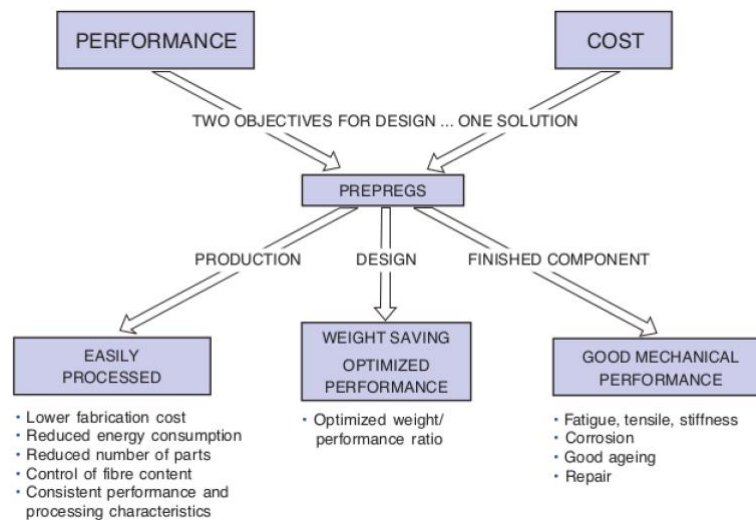 PERFORMANCE
COST
TWO OBJECTIVES FOR DESIGN ... ONE SOLUTION
PREPREGS
PRODUCTION
DESIGN
FINISHED COMPONENT
EASILY
PROCESSED
• Lower fabrication cost
• Reduced energy consumption
• Reduced number of parts
• Control of fibre content
• Consistent performance and
processing characteristics
WEIGHT SAVING
OPTIMIZED
PERFORMANCE
• Optimized weight/
performance ratio
GOOD MECHANICAL
PERFORMANCE
• Fatigue, tensile, stiffness
• Corrosion
• Good ageing
• Repair